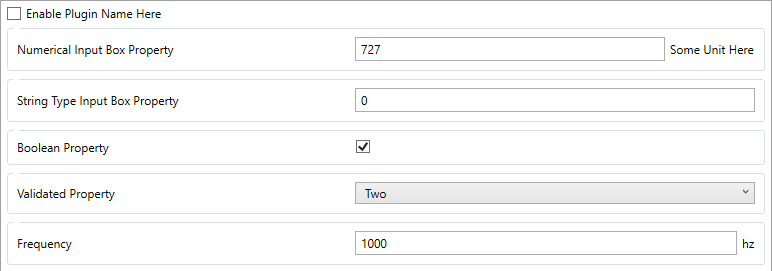 Enable Plugin Name Here
Numerical Input Box Property 727 Some Unit Here
String Type Input Box Property 0
Boolean Property
Validated Property Two
Frequency 1000 hz